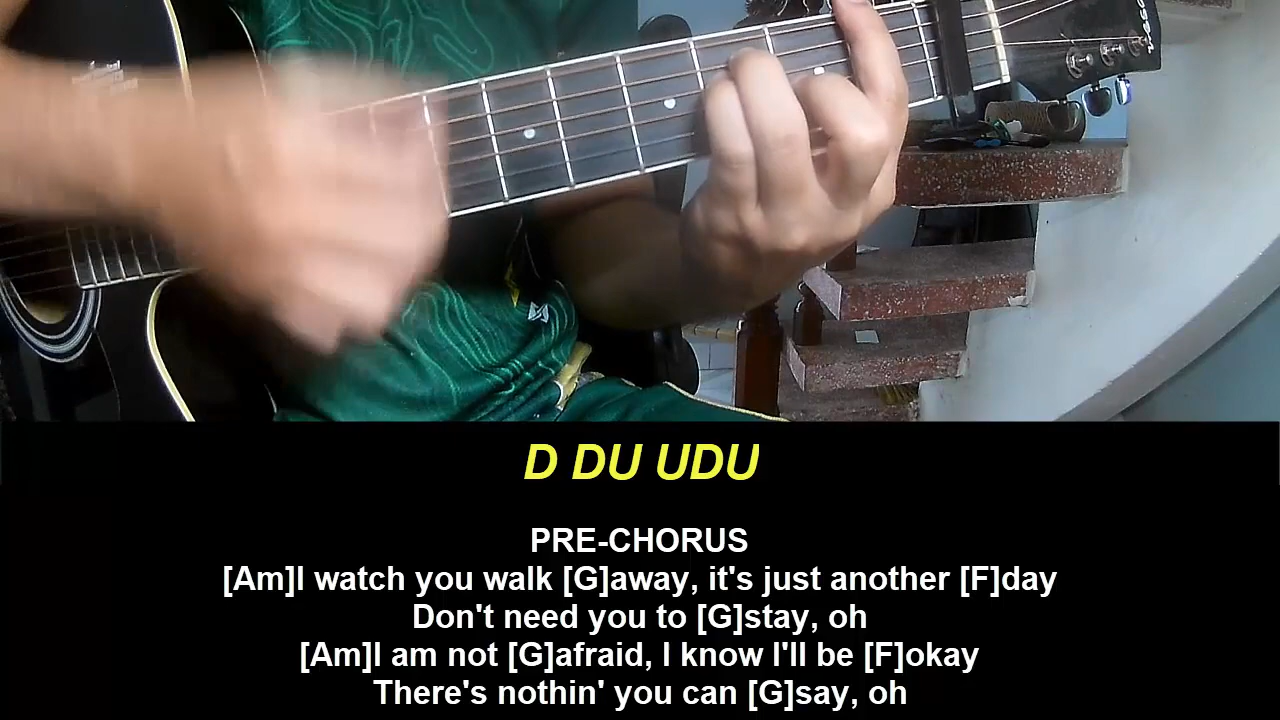 D DU UDU
PRE-CHORUS
[Am]I watch you walk [G]away, it's just another [F]day
Don't need you to [G]stay, oh
[Am]I am not [G]afraid, I know I'll be [F]okay
There's nothin' you can [G]say, oh